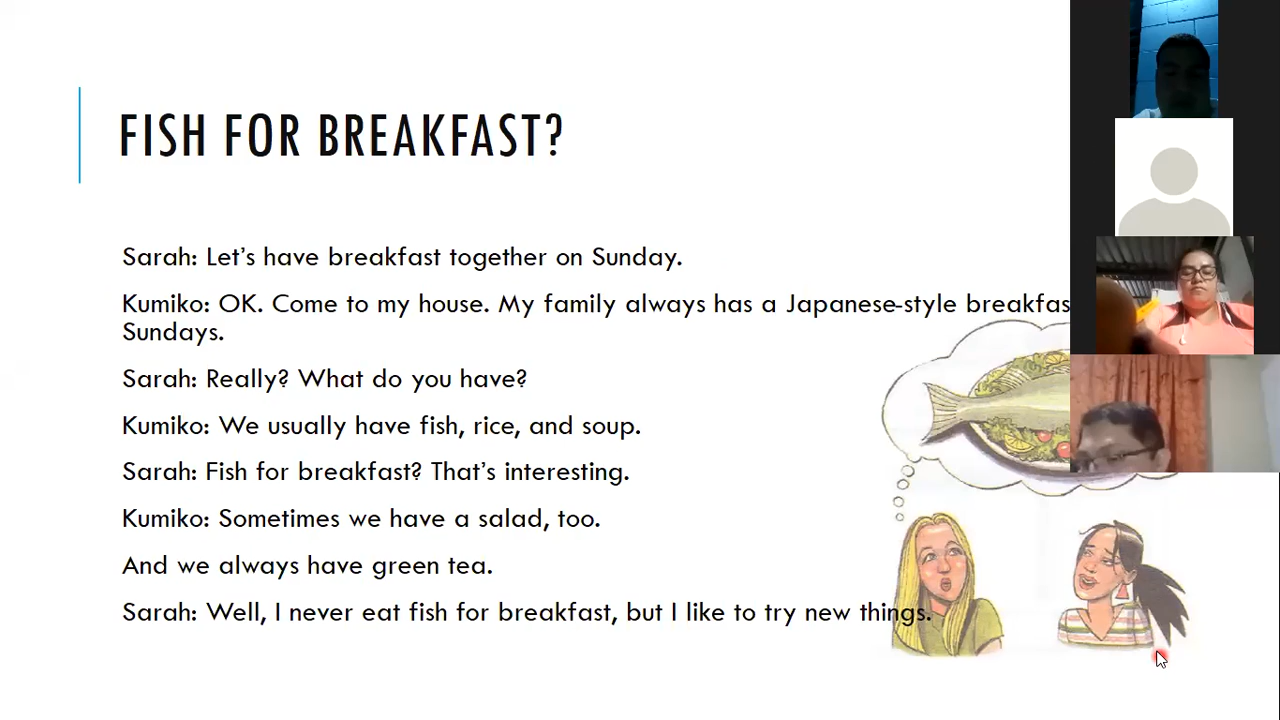 FISH FOR BREAKFAST?
Sarah: Let's have breakfast together on Sunday.
Kumiko: OK. Come to my house. My family always has a Japanese-style breakfas
Sundays.
Sarah: Really? What do you have?
Kumiko: We usually have fish, rice, and soup.
Sarah: Fish for breakfast? That's interesting.
Kumiko: Sometimes we have a salad, too.
And we always have green tea.
Sarah: Well, I never eat fish for breakfast, but I like to try new things.